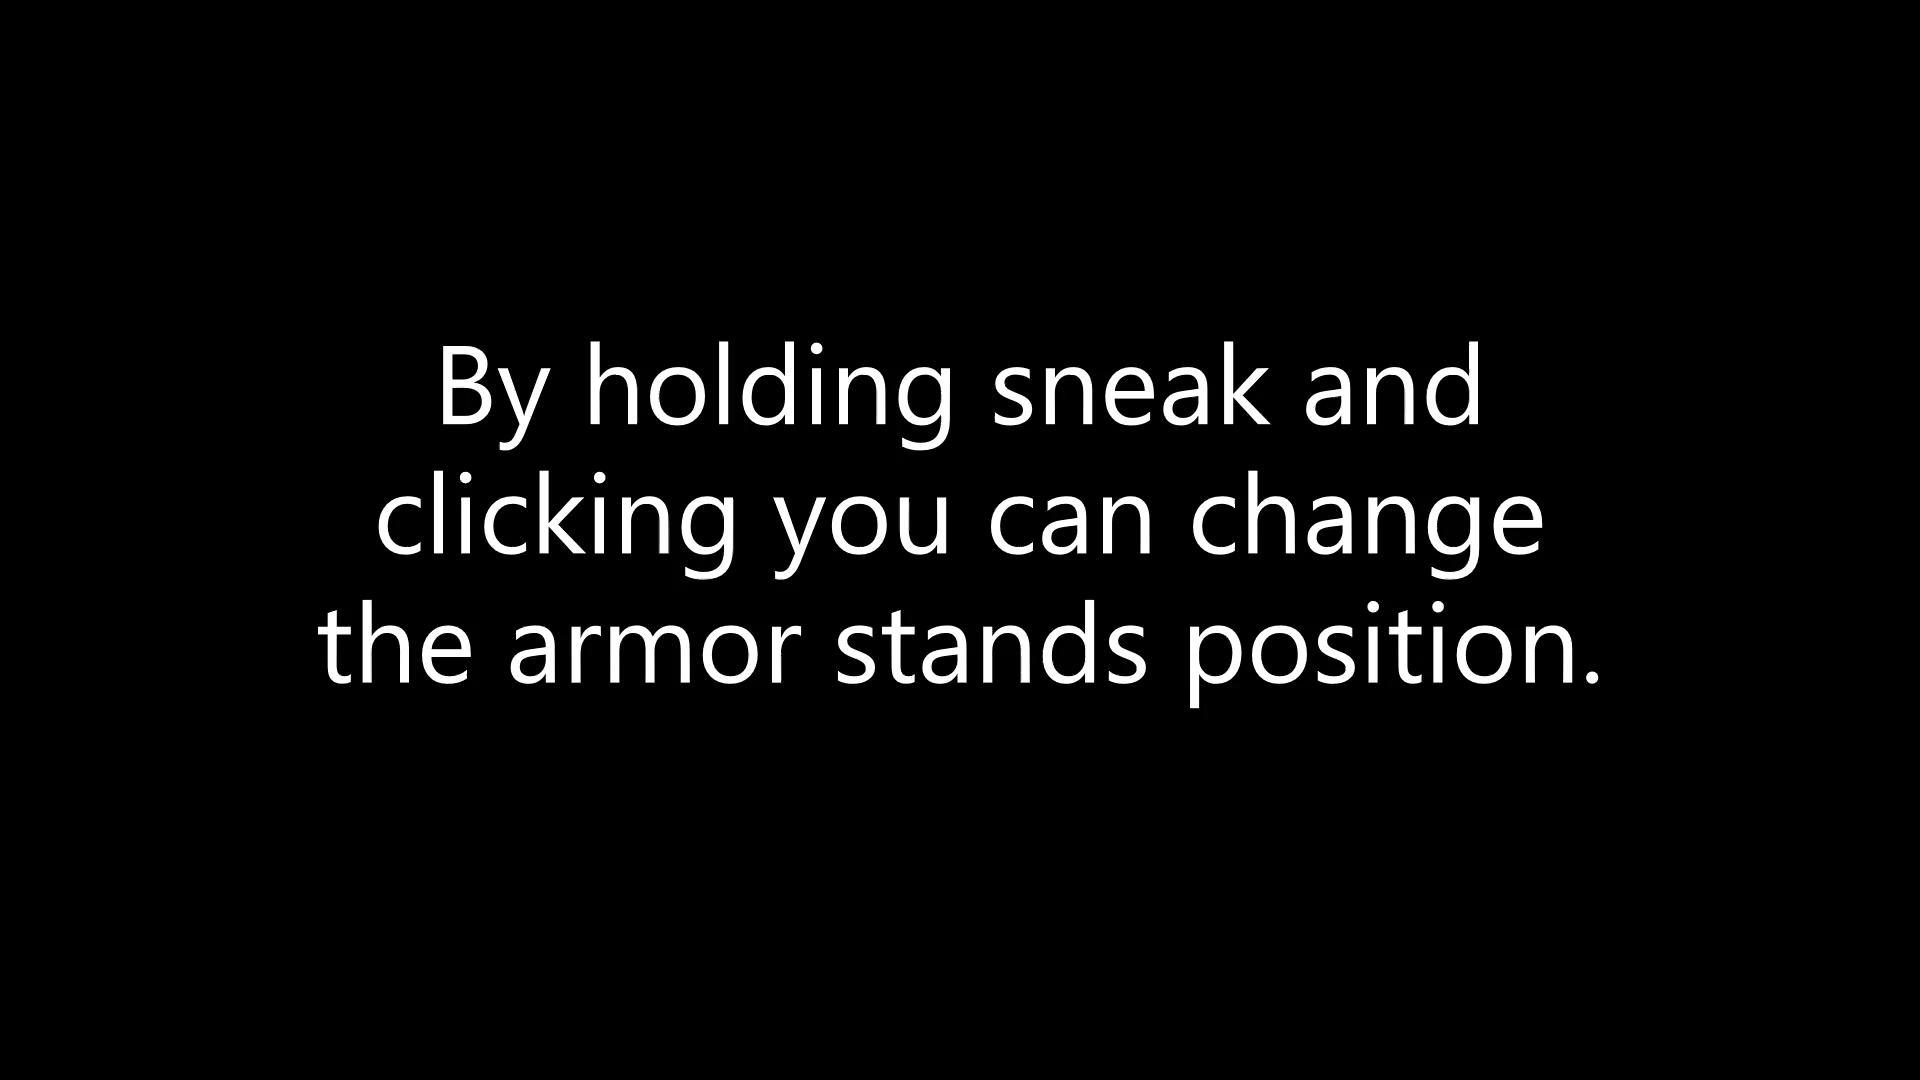 By holding sneak and
clicking you can change
the armor stands position.